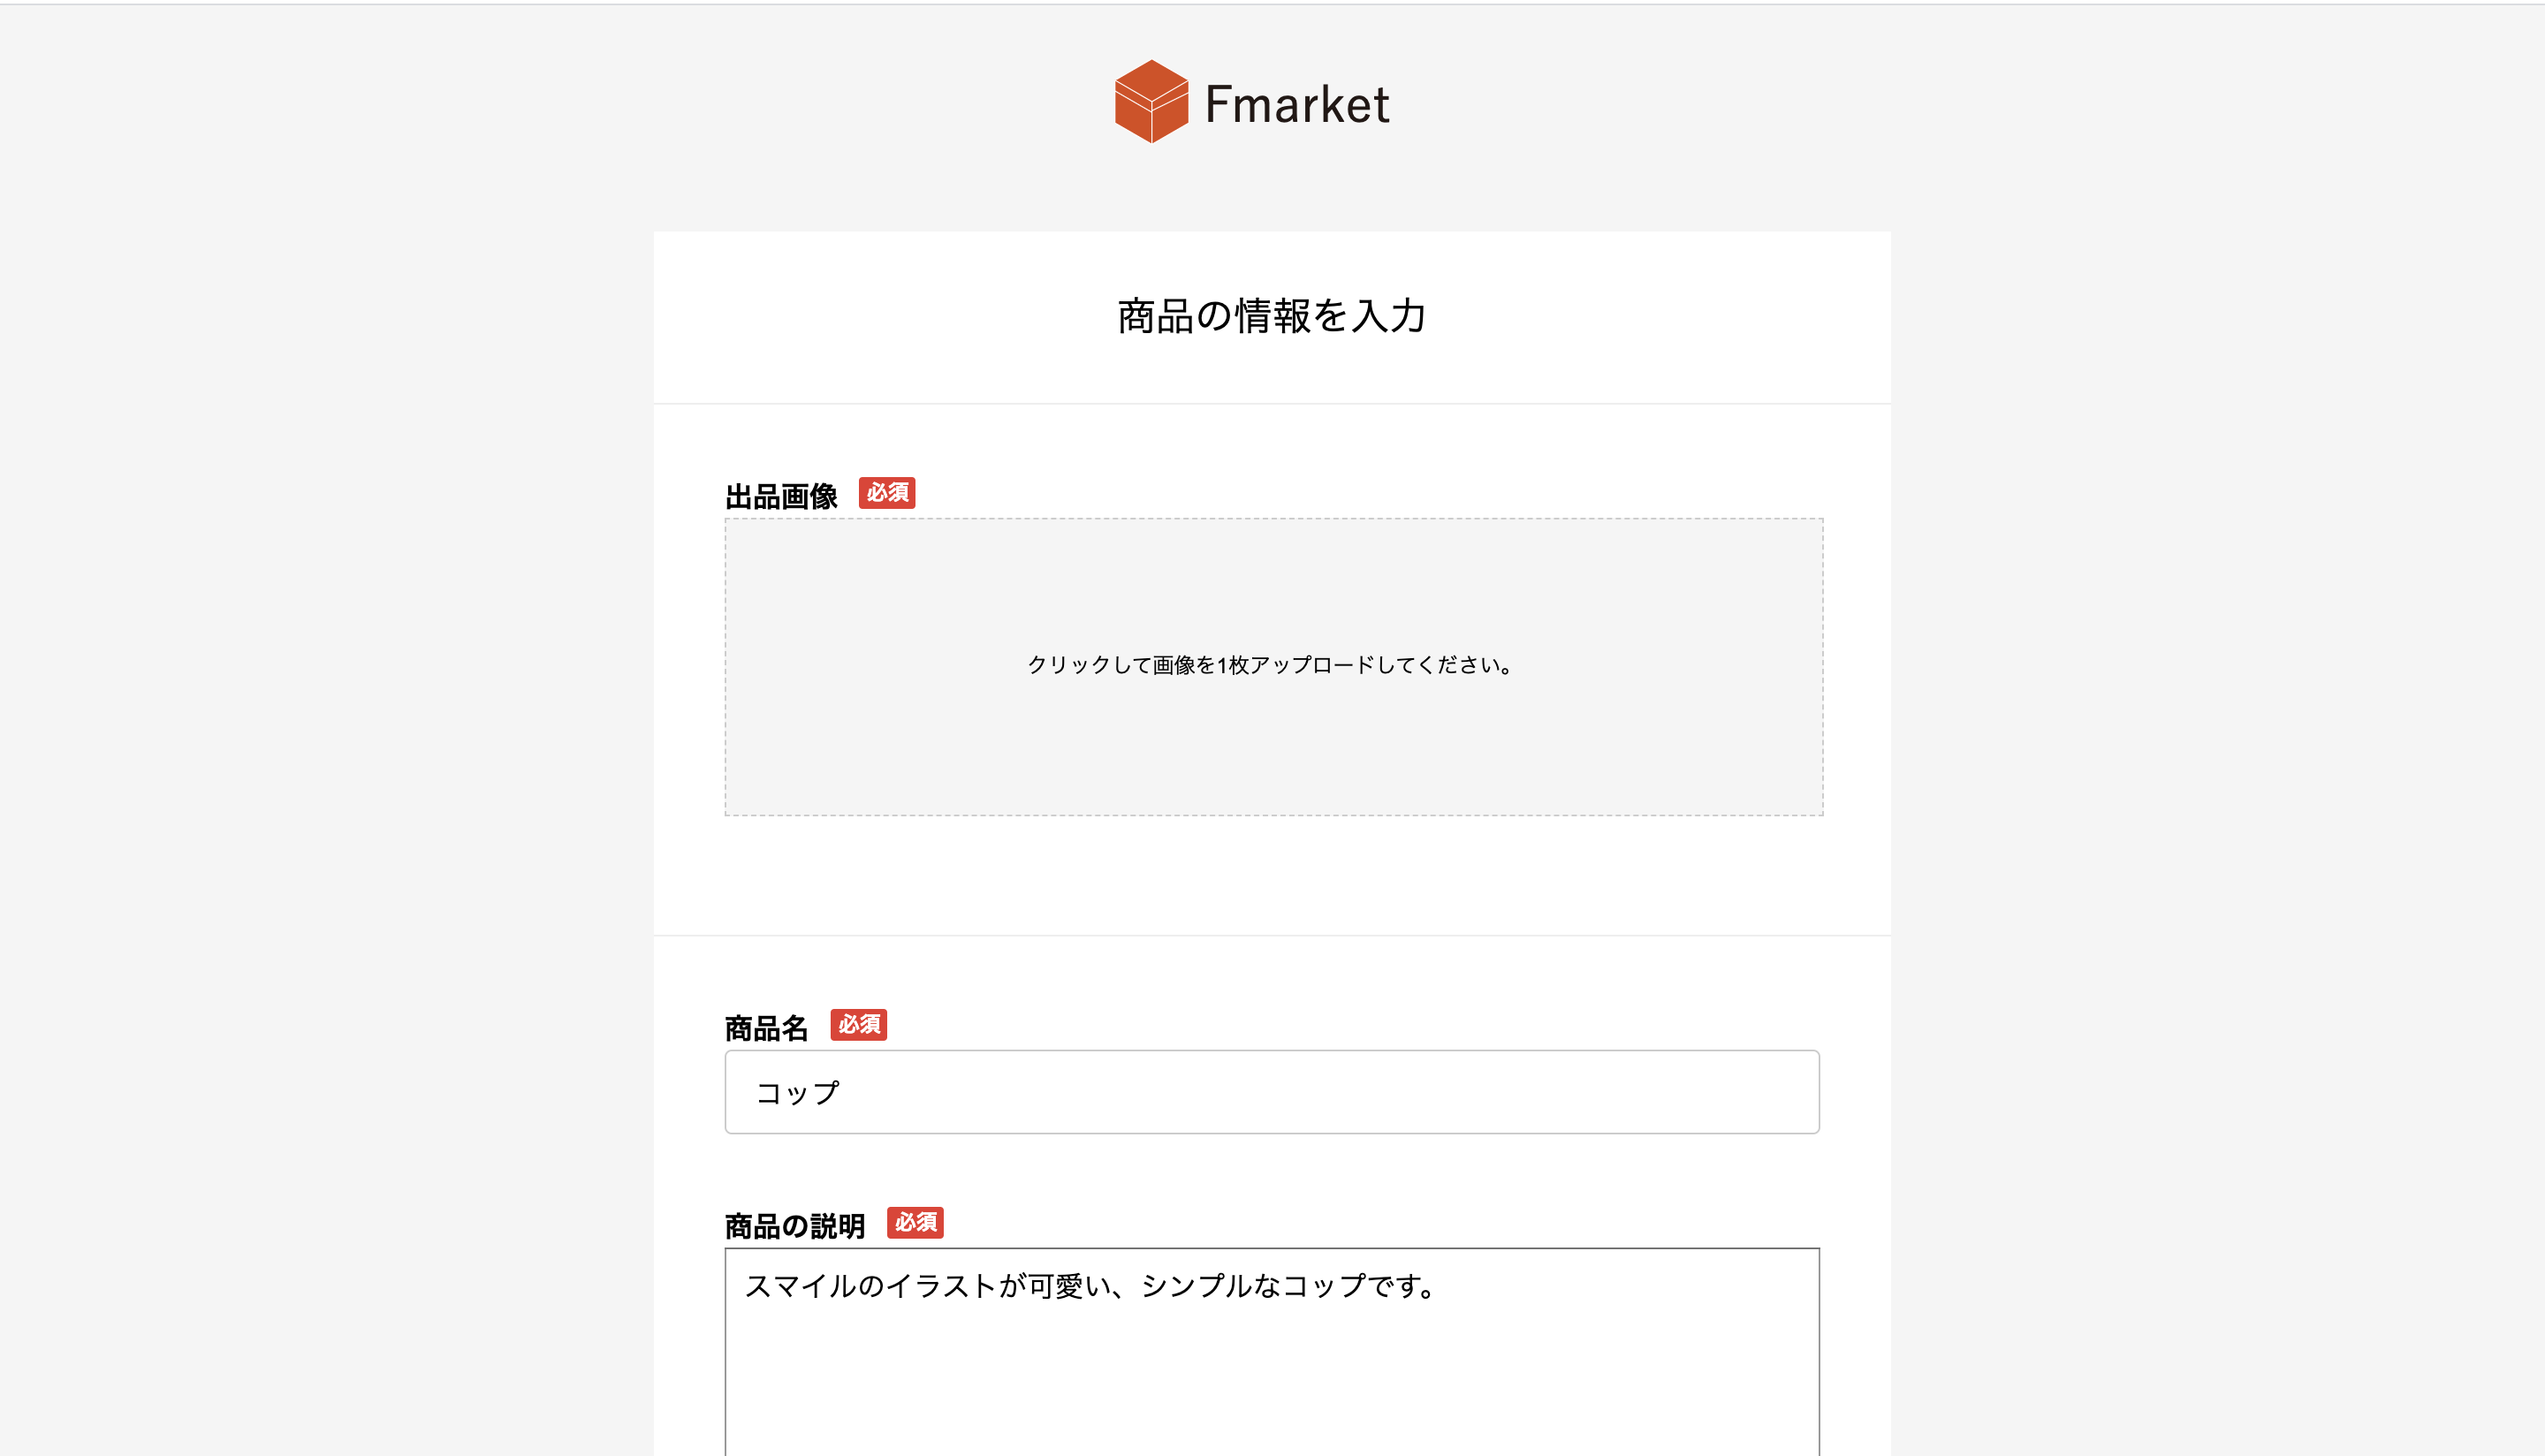 Fmarket
商品の情報を入力
出品画像 必須
クリックして画像を1枚アップロードしてください。
商品名 必須
コップ
商品の説明 必須
スマイルのイラストが可愛い、シンプルなコップです。